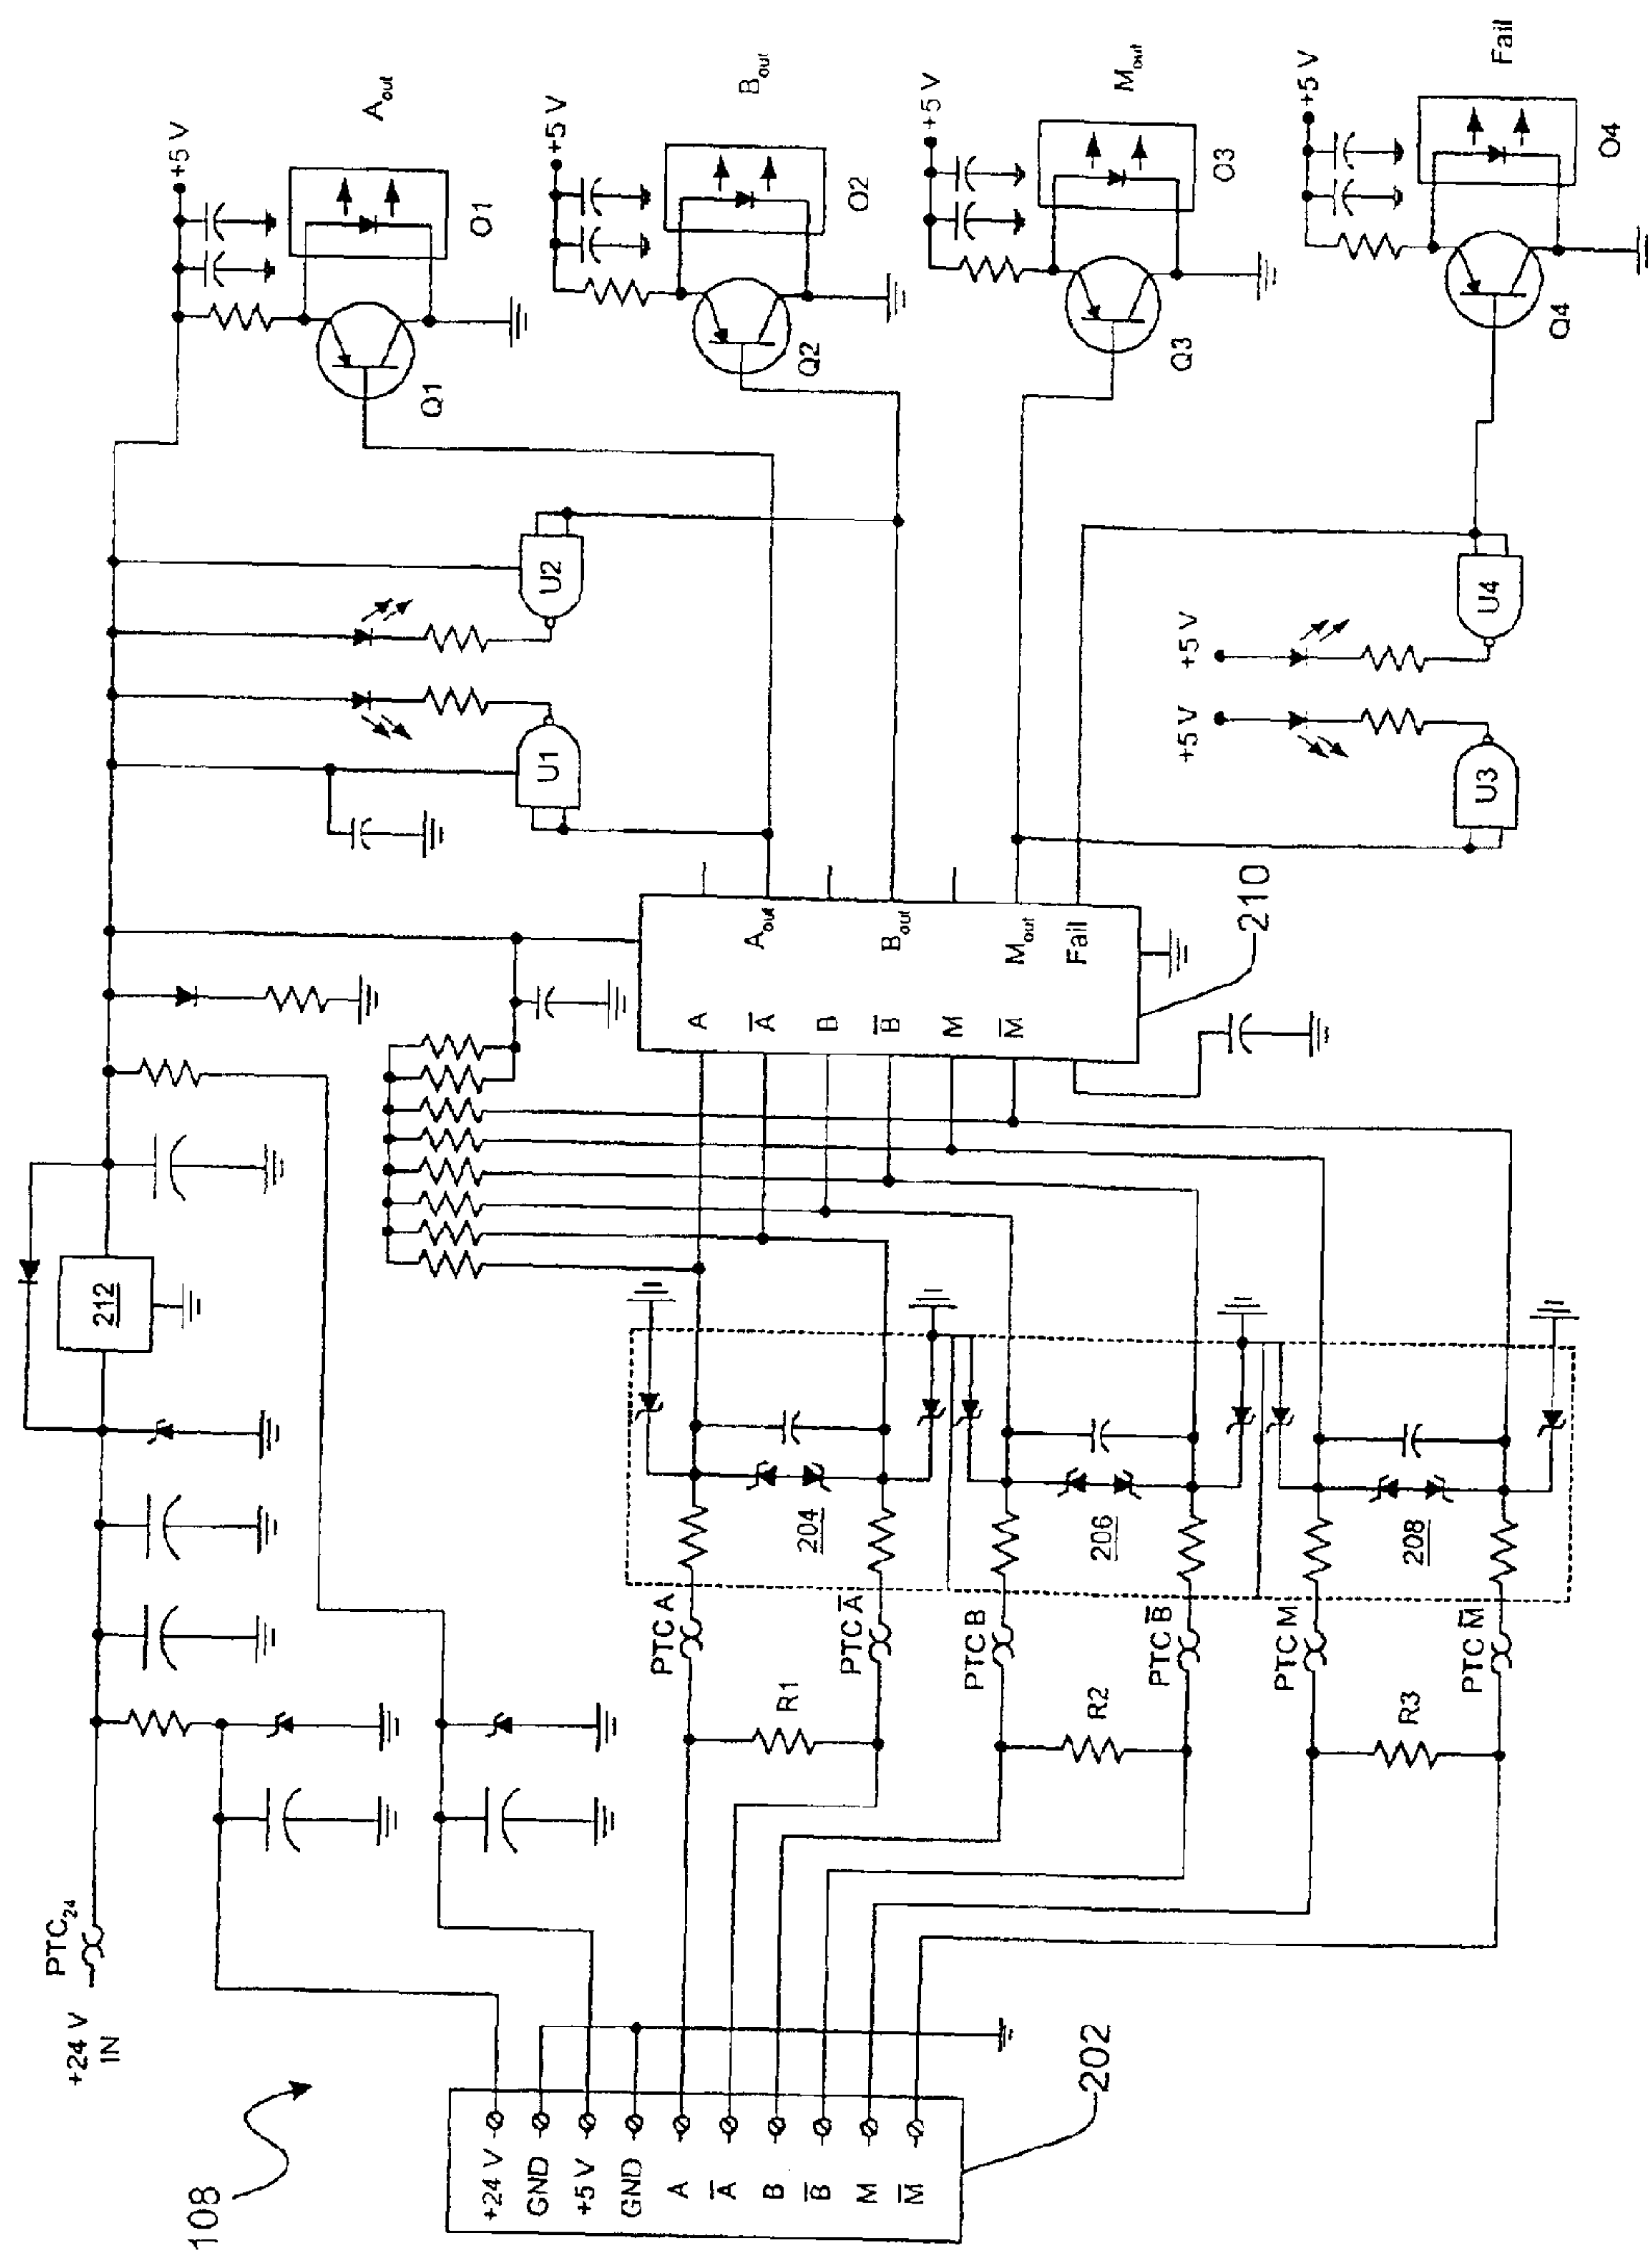 108
+24 V
IN
PTC24
212
+24 V
GND
+5 V
GND
A
A̅
B
B̅
M
M̅
202
R1
R2
R3
PTC A
PTC A̅
PTC B
PTC B̅
PTC M
PTC M̅
204
206
208
A
A̅
B
B̅
M
M̅
Aout
Bout
Mout
Fail
210
U1
U2
U3
U4
+5 V
+5 V
+5 V
Q1
O1
Aout
+5 V
Q2
O2
Bout
+5 V
Q3
O3
Mout
+5 V
Q4
O4
Fail